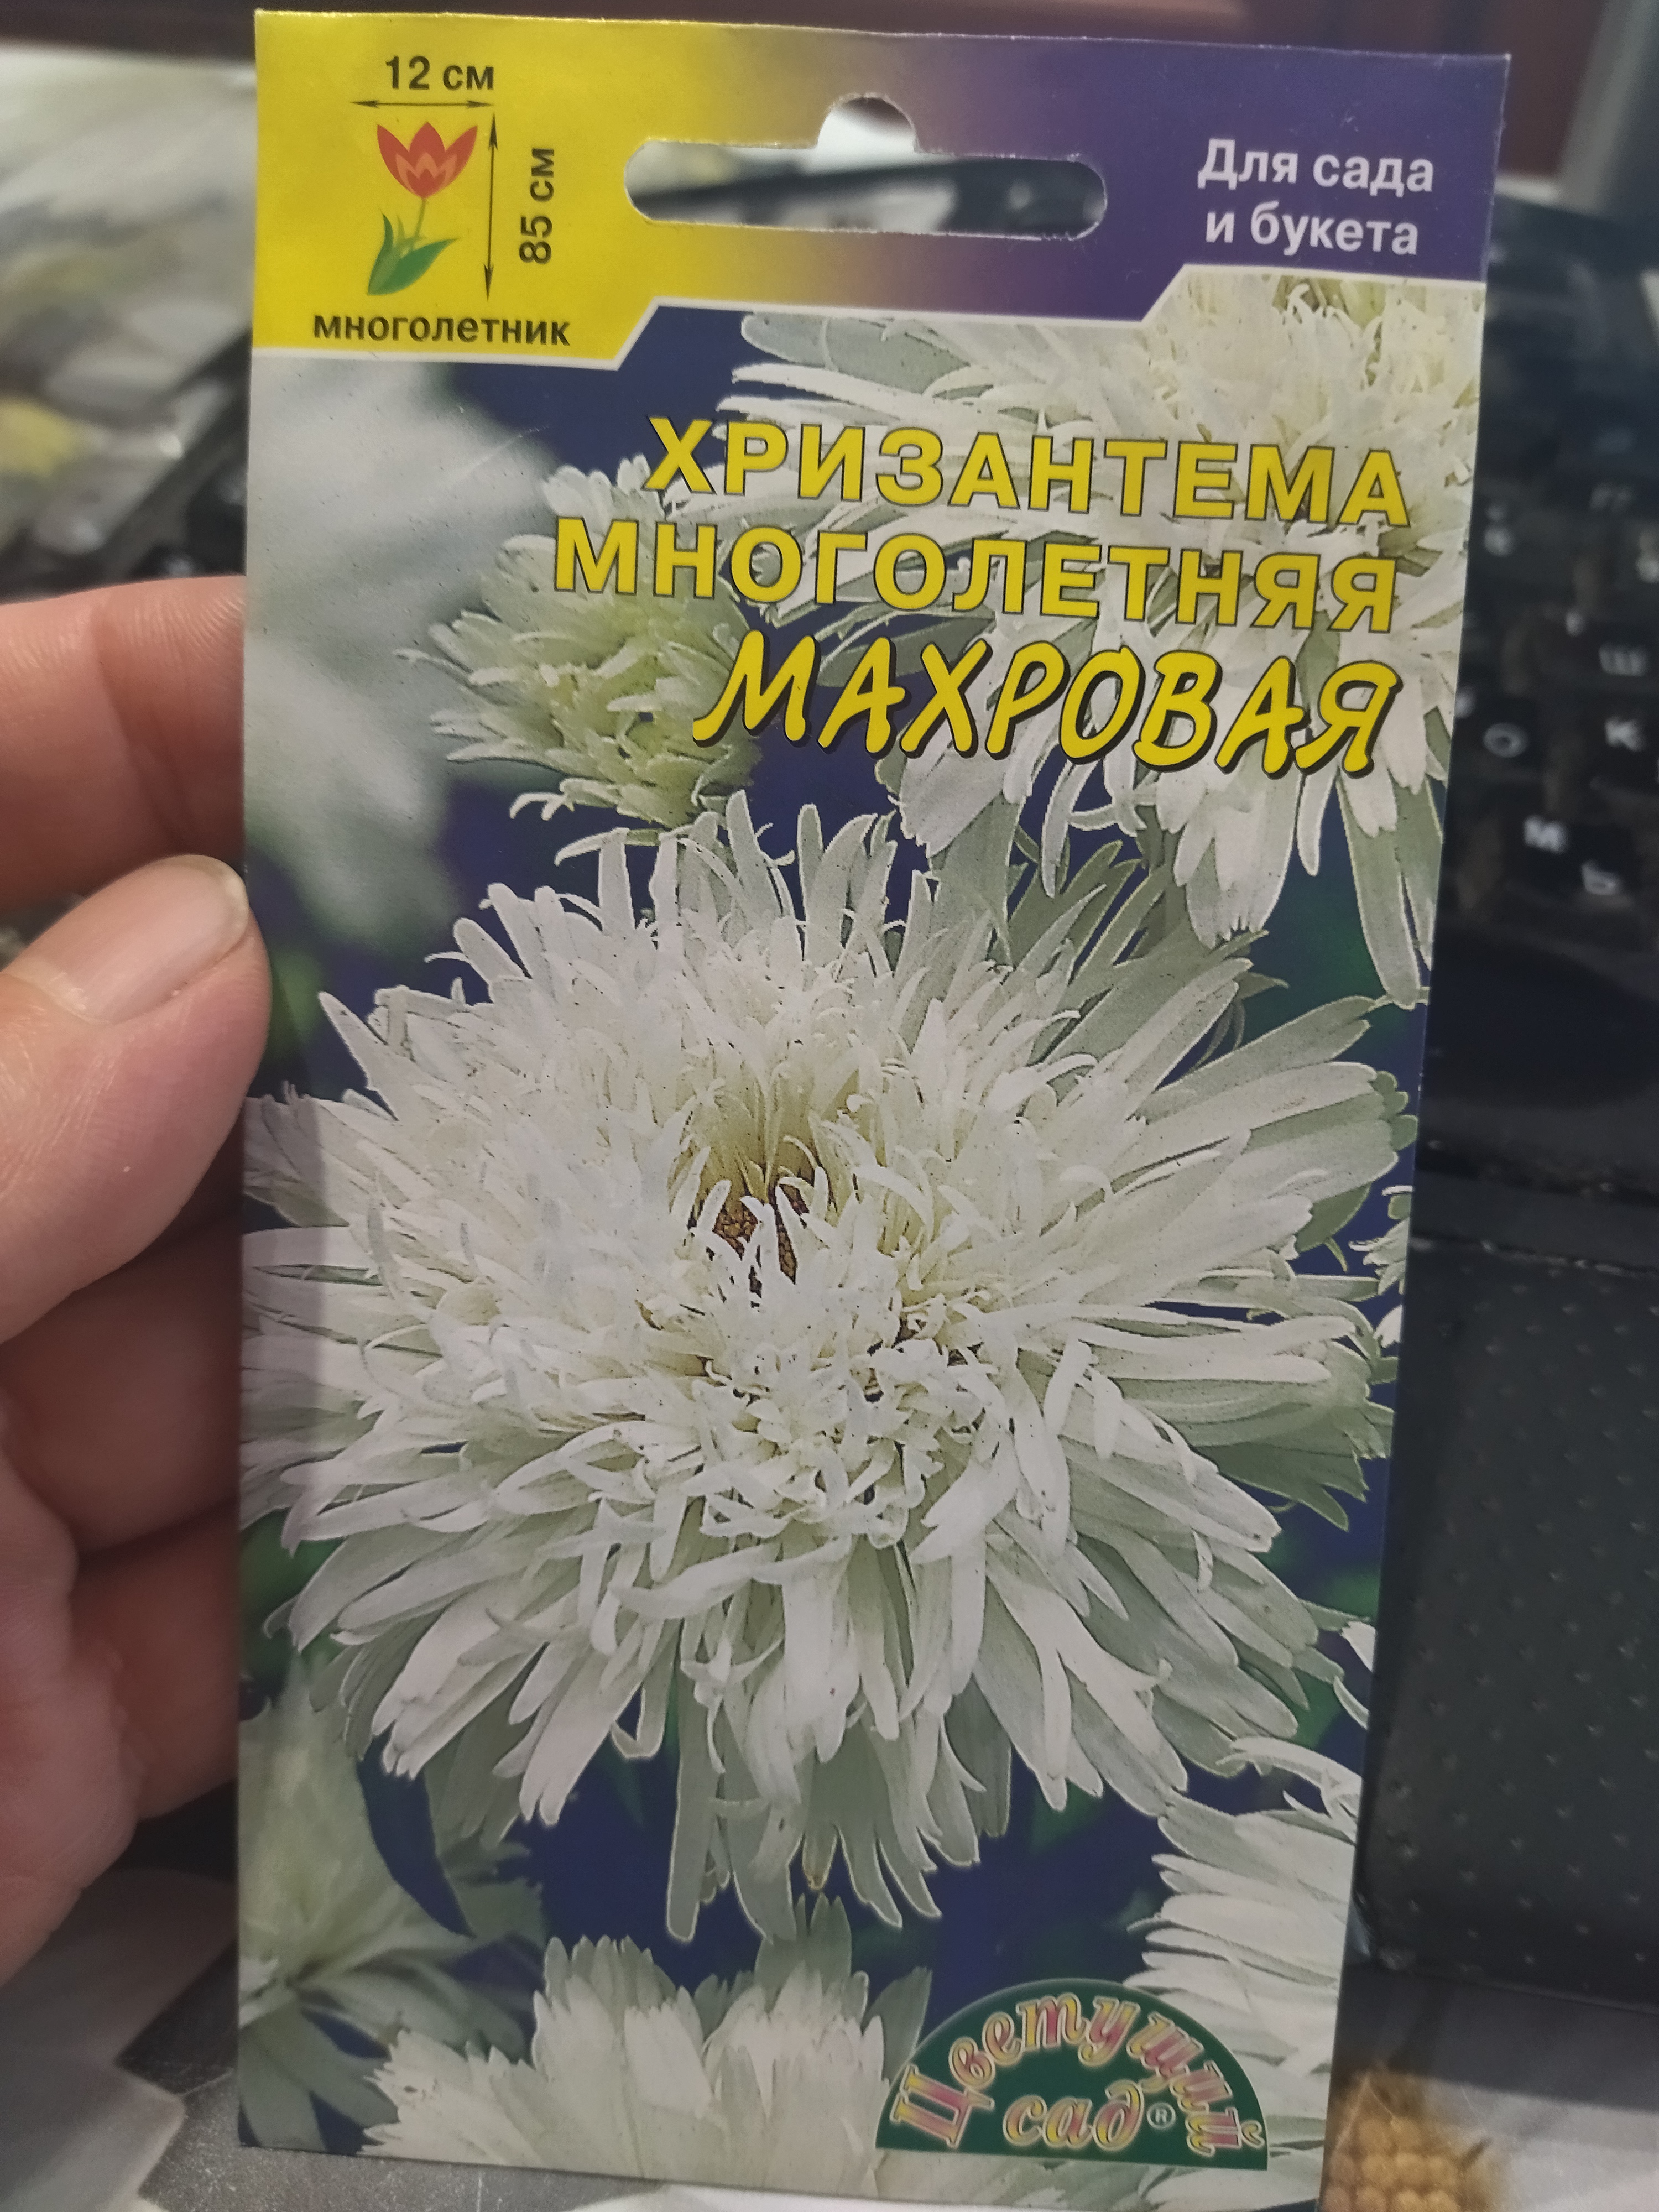 12 см
85 см
многолетник
Для сада
и букета
ХРИЗАНТЕМА
МНОГОЛЕТНЯЯ
МАХРОВАЯ
Цветущий
сад®
Ш
О
К
М
Ь